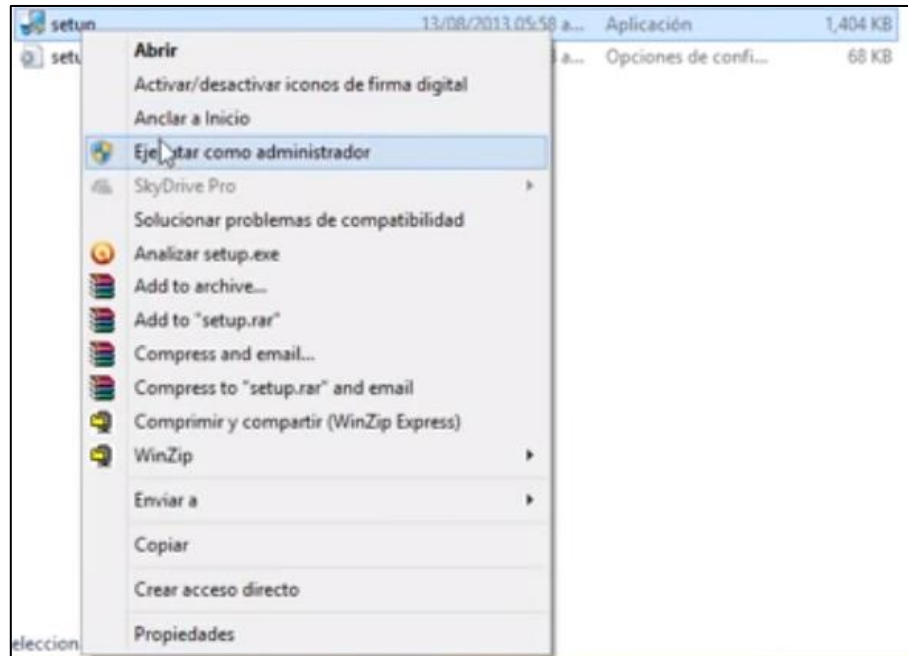 setup 13/08/2013 05:58 a... Aplicación 1,404 KB
setu a... Opciones de confi... 68 KB
Abrir
Activar/desactivar iconos de firma digital
Anclar a Inicio
Ejecutar como administrador
SkyDrive Pro
Solucionar problemas de compatibilidad
Analizar setup.exe
Add to archive...
Add to "setup.rar"
Compress and email...
Compress to "setup.rar" and email
Comprimir y compartir (WinZip Express)
WinZip
Enviar a
Copiar
Crear acceso directo
Propiedades
eleccion